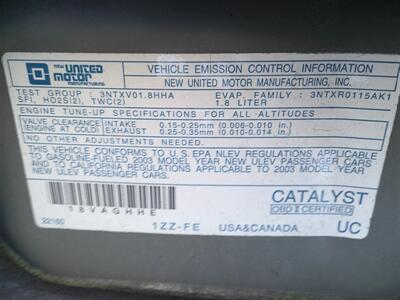 NEW UNITED MOTOR MANUFACTURING
VEHICLE EMISSION CONTROL INFORMATION
NEW UNITED MOTOR MANUFACTURING, INC.
TEST GROUP : 3NTXV01.8HHA EVAP. FAMILY : 3NTXR0115AK1
SFI, HO2S(2), TWC(2) 1.8 LITER
ENGINE TUNE-UP SPECIFICATIONS FOR ALL ALTITUDES
VALVE CLEARANCE INTAKE 0.15-0.25mm (0.006-0.010 in.)
EXHAUST 0.25-0.35mm (0.010-0.014 in.)
NO OTHER ADJUSTMENTS NEEDED.
THIS VEHICLE CONFORMS TO U.S EPA NLEV REGULATIONS APPLICABLE
TO GASOLINE-FUELED 2003 MODEL YEAR NEW ULEV PASSENGER CARS
AND TO CALIFORNIA REGULATIONS APPLICABLE TO 2003 MODEL YEAR
NEW ULEV PASSENGER CARS.
CATALYST
OBD II CERTIFIED
18VAGHHE
22160
1ZZ-FE USA&CANADA UC